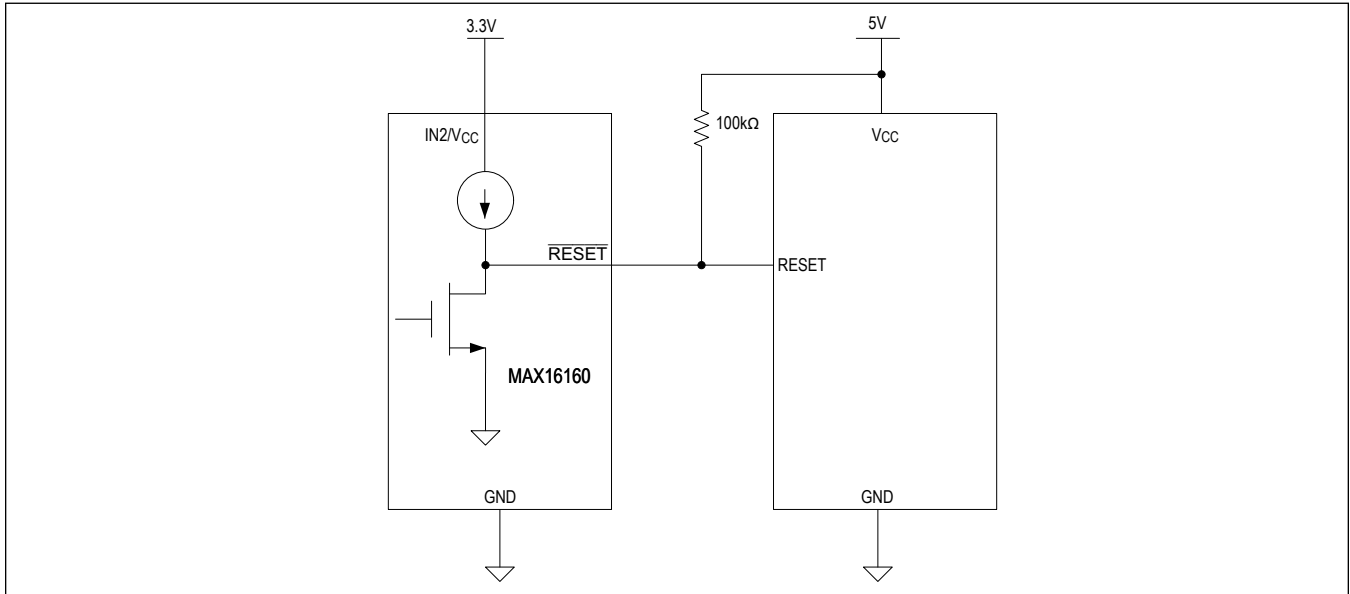 3.3V
5V
IN2/VCC
100kΩ
VCC
RESET
RESET
MAX16160
GND
GND